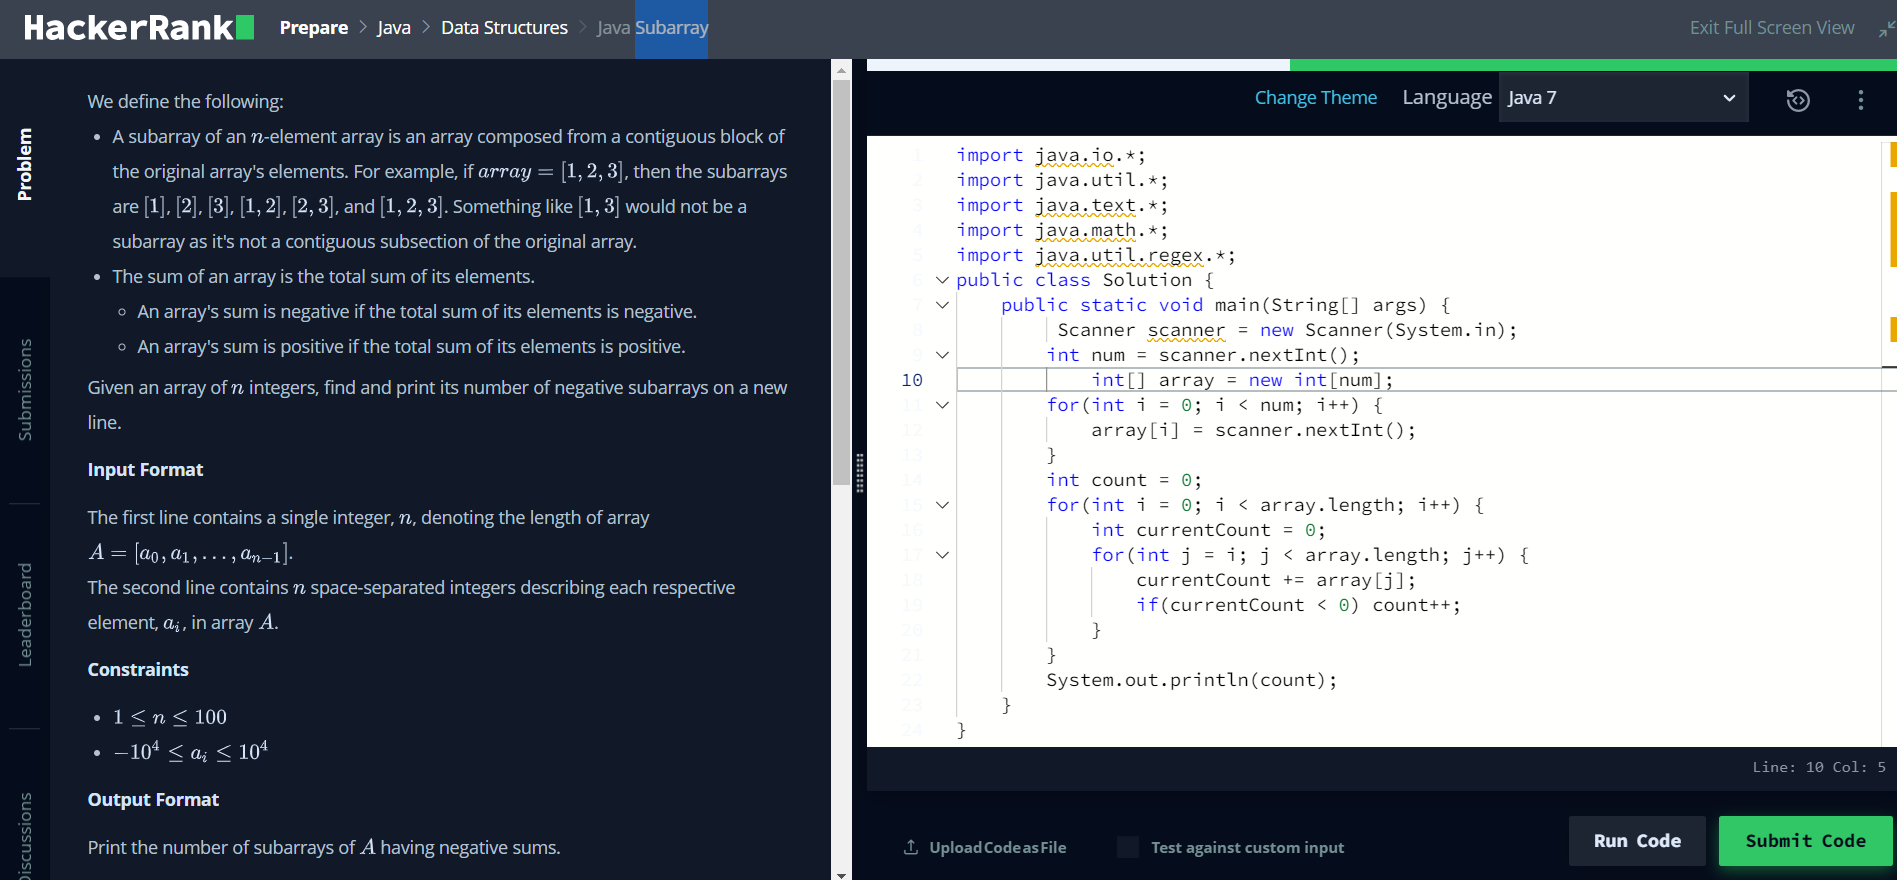 HackerRank
Prepare > Java > Data Structures > Java Subarray
Exit Full Screen View
Problem
Submissions
Leaderboard
Discussions
We define the following:
• A subarray of an n-element array is an array composed from a contiguous block of
the original array's elements. For example, if array = [1, 2, 3], then the subarrays
are [1], [2], [3], [1, 2], [2, 3], and [1, 2, 3]. Something like [1, 3] would not be a
subarray as it's not a contiguous subsection of the original array.
• The sum of an array is the total sum of its elements.
◦ An array's sum is negative if the total sum of its elements is negative.
◦ An array's sum is positive if the total sum of its elements is positive.
Given an array of n integers, find and print its number of negative subarrays on a new
line.
Input Format
The first line contains a single integer, n, denoting the length of array
A = [a₀, a₁, . . . , aₙ₋₁].
The second line contains n space-separated integers describing each respective
element, aᵢ, in array A.
Constraints
• 1 ≤ n ≤ 100
• −10⁴ ≤ aᵢ ≤ 10⁴
Output Format
Print the number of subarrays of A having negative sums.
Change Theme Language Java 7
1 import java.io.*;
2 import java.util.*;
3 import java.text.*;
4 import java.math.*;
5 import java.util.regex.*;
6 public class Solution {
7     public static void main(String[] args) {
8          Scanner scanner = new Scanner(System.in);
9         int num = scanner.nextInt();
10             int[] array = new int[num];
11         for(int i = 0; i < num; i++) {
12             array[i] = scanner.nextInt();
13         }
14         int count = 0;
15         for(int i = 0; i < array.length; i++) {
16             int currentCount = 0;
17             for(int j = i; j < array.length; j++) {
18                 currentCount += array[j];
19                 if(currentCount < 0) count++;
20             }
21         }
22         System.out.println(count);
23     }
24 }
Line: 10 Col: 5
Upload Code as File
Test against custom input
Run Code
Submit Code